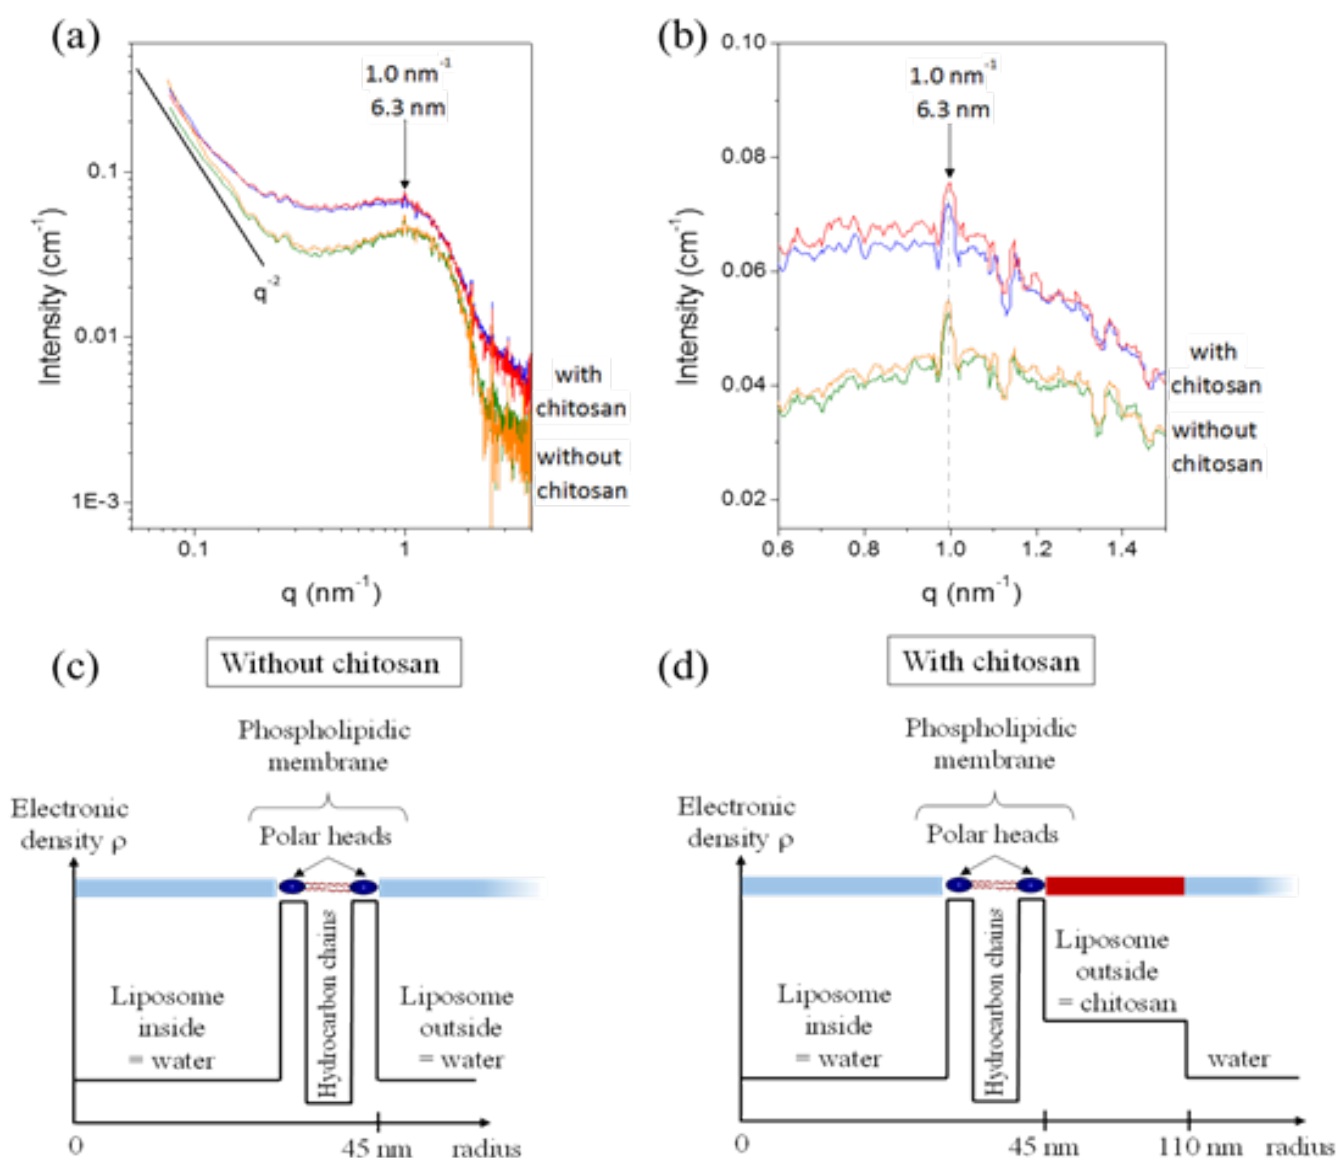 (a)
1.0 nm⁻¹
6.3 nm
0.1
0.01
1E-3
Intensity (cm⁻¹)
q⁻²
with
chitosan
without
chitosan
0.1
1
q (nm⁻¹)
(b)
1.0 nm⁻¹
6.3 nm
0.10
0.08
0.06
0.04
0.02
Intensity (cm⁻¹)
with
chitosan
without
chitosan
0.6
0.8
1.0
1.2
1.4
q (nm⁻¹)
(c)
Without chitosan
Phospholipidic
membrane
Electronic
density ρ
Polar heads
Liposome
inside
= water
Hydrocarbon chains
Liposome
outside
= water
0
45 nm
radius
(d)
With chitosan
Phospholipidic
membrane
Electronic
density ρ
Polar heads
Liposome
inside
= water
Hydrocarbon chains
Liposome
outside
= chitosan
water
0
45 nm
110 nm
radius